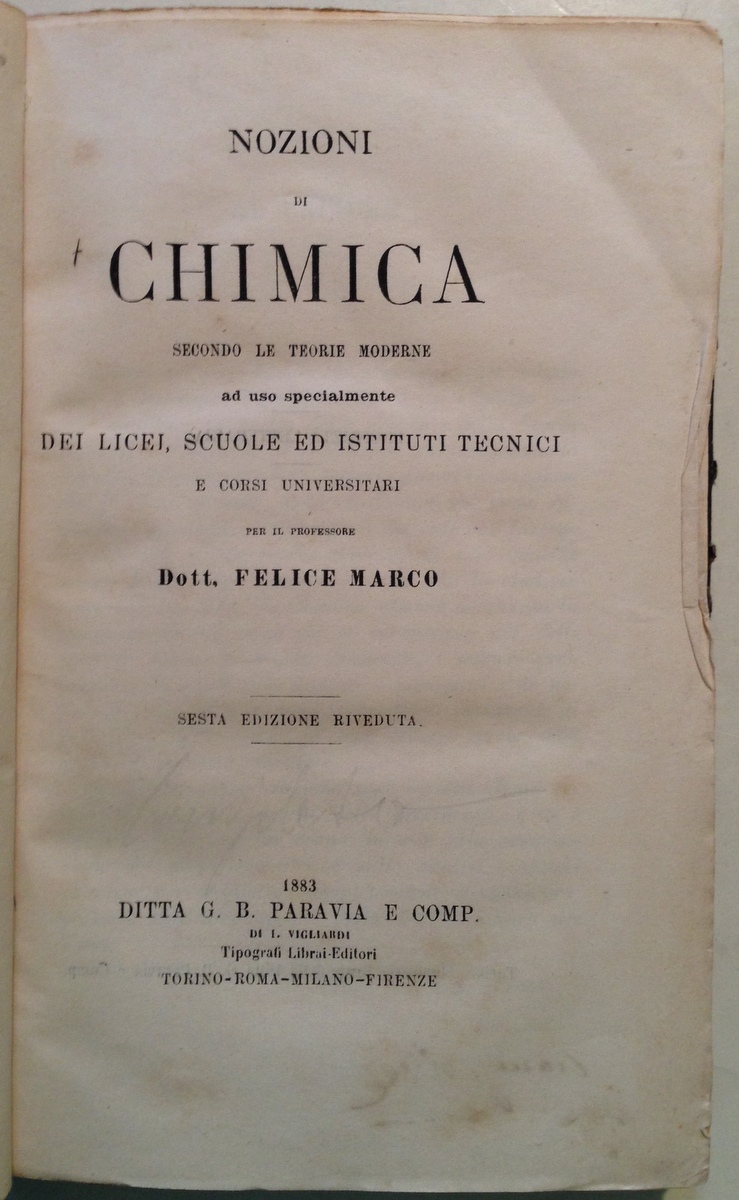 NOZIONI
DI
CHIMICA
SECONDO LE TEORIE MODERNE
ad uso specialmente
DEI LICEI, SCUOLE ED ISTITUTI TECNICI
E CORSI UNIVERSITARI
PER IL PROFESSORE
Dott. FELICE MARCO
SESTA EDIZIONE RIVEDUTA.
1883
DITTA G. B. PARAVIA E COMP.
DI I. VIGLIARDI
Tipografi Librai-Editori
TORINO-ROMA-MILANO-FIRENZE